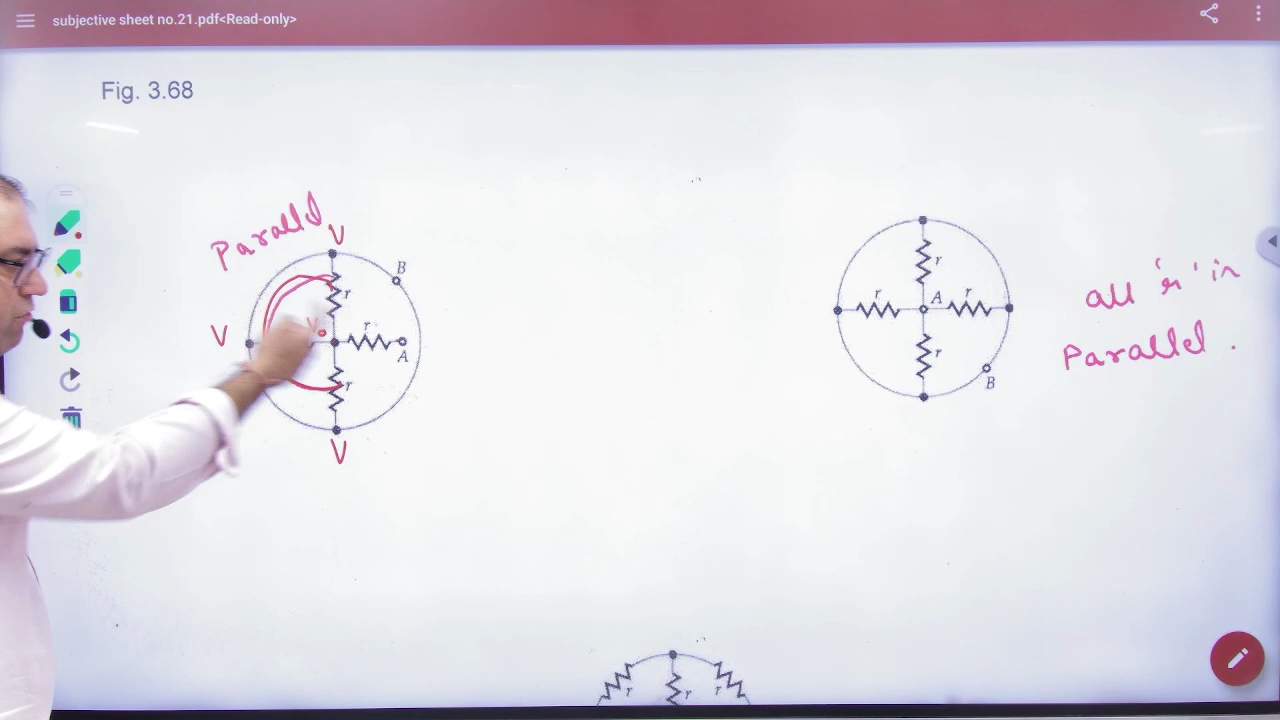 subjective sheet no.21.pdf<Read-only>
Fig. 3.68
Parallel
V
B
r
V
r
A
r
V
r
r
A
r
r
B
all 'r' in
Parallel.
r
r
r